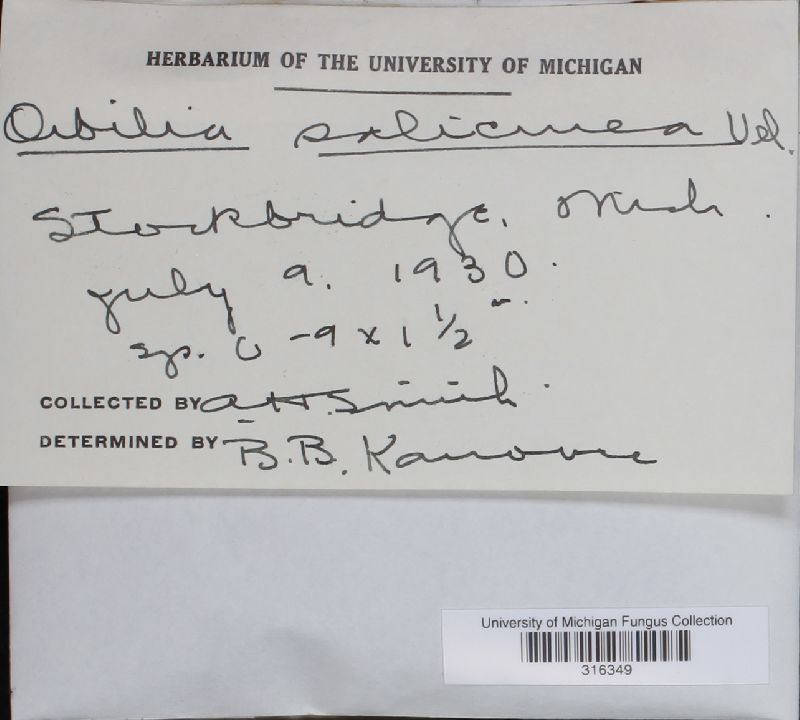 HERBARIUM OF THE UNIVERSITY OF MICHIGAN
Orbilia salicinea Vel.
Stockbridge, Mich.
July 9. 1930.
sp. 6-9 x 1 1/2
COLLECTED BY A.H. Smith.
DETERMINED BY B.B. Kanouse
University of Michigan Fungus Collection
316349